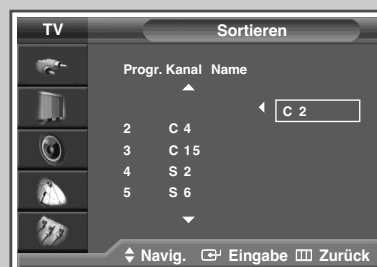 TV Sortieren
Progr. Kanal Name
C 2
2 C 4
3 C 15
4 S 2
5 S 6
Navig. Eingabe Zurück